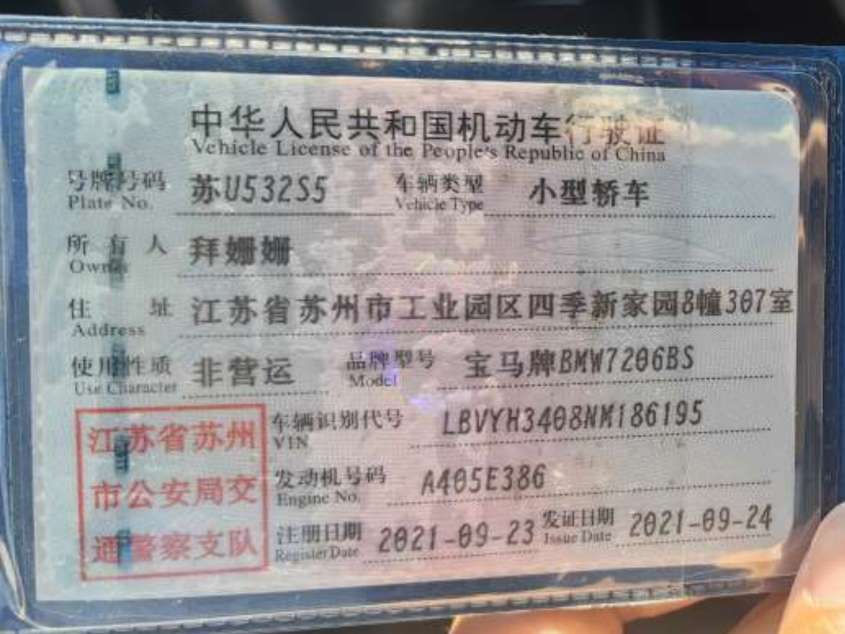 中华人民共和国机动车行驶证
Vehicle License of the People's Republic of China
号牌号码 苏U532S5 车辆类型 小型轿车
Plate No. Vehicle Type
所有人 拜姗姗
Owner
住址 江苏省苏州市工业园区四季新家园8幢307室
Address
使用性质 非营运 品牌型号 宝马牌BMW7206BS
Use Character Model
江苏省苏州
市公安局交
通警察支队
车辆识别代号 LBVYH3408NM186195
VIN
发动机号码 A405E386
Engine No.
注册日期 2021-09-23 发证日期 2021-09-24
Register Date Issue Date